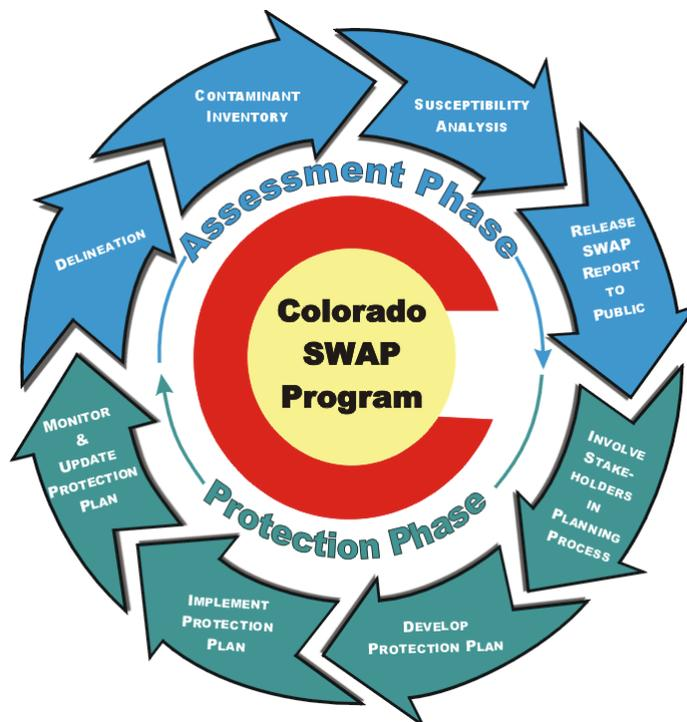 Colorado
SWAP
Program
Assessment Phase
DELINEATION
CONTAMINANT
INVENTORY
SUSCEPTIBILITY
ANALYSIS
RELEASE
SWAP
REPORT
TO
PUBLIC
Protection Phase
INVOLVE
STAKE-
HOLDERS
IN
PLANNING
PROCESS
DEVELOP
PROTECTION PLAN
IMPLEMENT
PROTECTION
PLAN
MONITOR
&
UPDATE
PROTECTION
PLAN